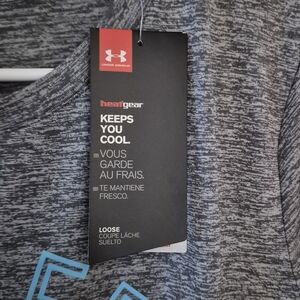 UNDER ARMOUR
heatgear
KEEPS
YOU
COOL.
VOUS
GARDE
AU FRAIS.
TE MANTIENE
FRESCO.
LOOSE
COUPE LÂCHE
SUELTO